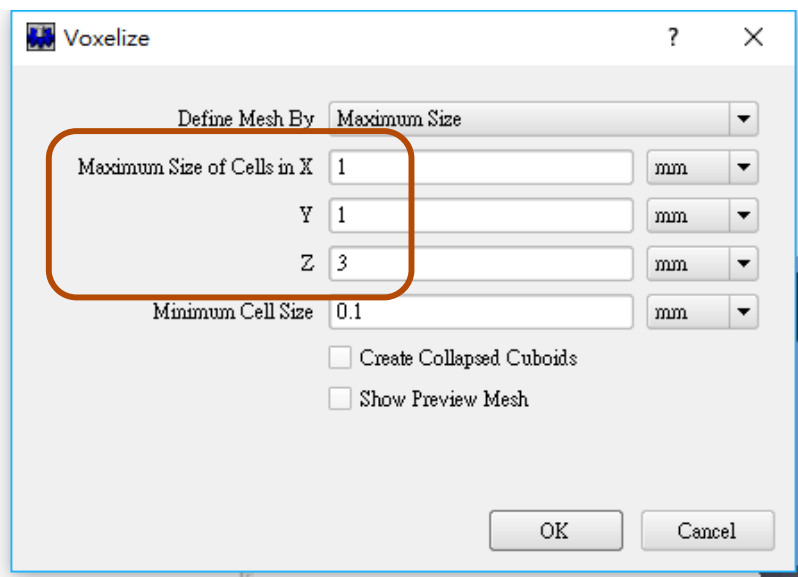 Voxelize ?
Define Mesh By Maximum Size
Maximum Size of Cells in X 1 mm
Y 1 mm
Z 3 mm
Minimum Cell Size 0.1 mm
Create Collapsed Cuboids
Show Preview Mesh
OK Cancel